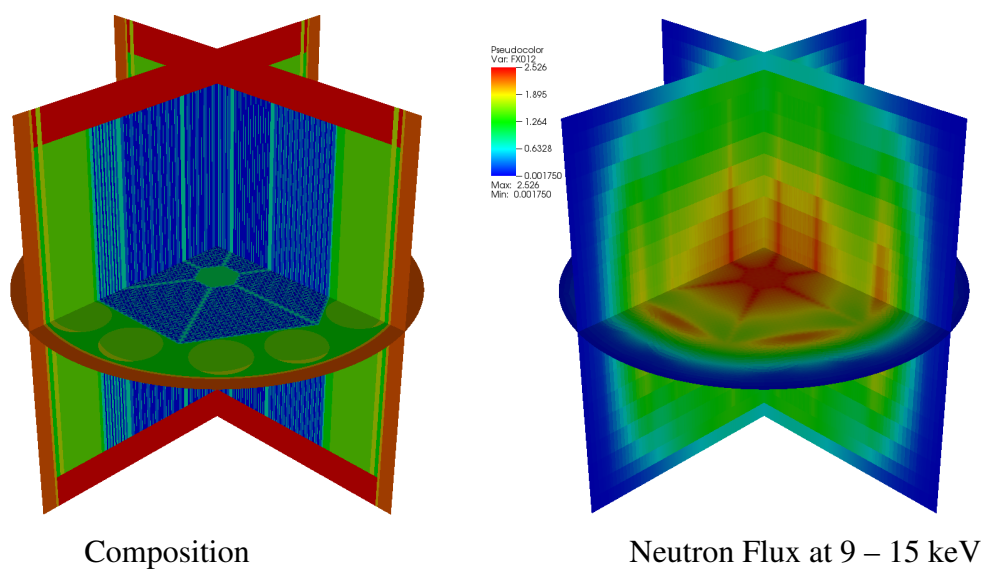 Pseudocolor
Var: FX012
2.526
1.895
1.264
0.6328
0.001750
Max: 2.526
Min: 0.001750
Composition
Neutron Flux at 9 – 15 keV